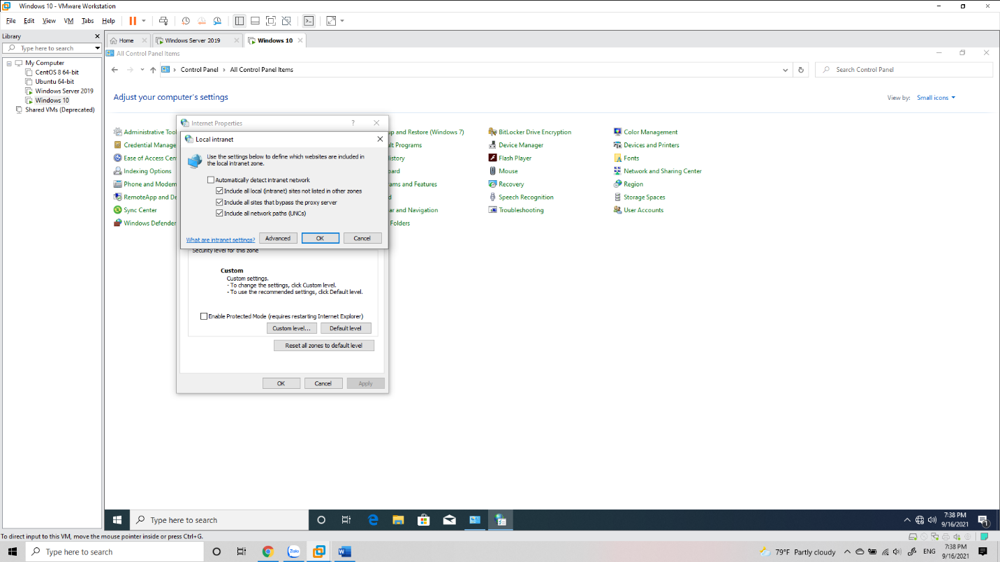 Windows 10 - VMware Workstation
File Edit View VM Tabs Help
Library
Type here to search
My Computer
CentOS 8 64-bit
Ubuntu 64-bit
Windows Server 2019
Windows 10
Shared VMs (Deprecated)
Home
Windows Server 2019
Windows 10
All Control Panel Items
Control Panel
All Control Panel Items
Search Control Panel
Adjust your computer's settings
View by:
Small icons
Administrative Too
Credential Manage
Ease of Access Cen
Indexing Options
Phone and Modem
RemoteApp and De
Sync Center
Windows Defender
up and Restore (Windows 7)
ult Programs
istory
oard
ams and Features
d
ar and Navigation
Folders
BitLocker Drive Encryption
Device Manager
Flash Player
Mouse
Recovery
Speech Recognition
Troubleshooting
Color Management
Devices and Printers
Fonts
Network and Sharing Center
Region
Storage Spaces
User Accounts
Internet Properties
?
Local intranet
Use the settings below to define which websites are included in
the local intranet zone.
Automatically detect intranet network
Include all local (intranet) sites not listed in other zones
Include all sites that bypass the proxy server
Include all network paths (UNCs)
What are intranet settings?
Advanced
OK
Cancel
Security level for this zone
Custom
Custom settings.
- To change the settings, click Custom level.
- To use the recommended settings, click Default level.
Enable Protected Mode (requires restarting Internet Explorer)
Custom level...
Default level
Reset all zones to default level
OK
Cancel
Apply
Type here to search
7:38 PM
9/16/2021
1
To direct input to this VM, move the mouse pointer inside or press Ctrl+G.
Type here to search
Zalo
79°F Partly cloudy
ENG
7:38 PM
9/16/2021